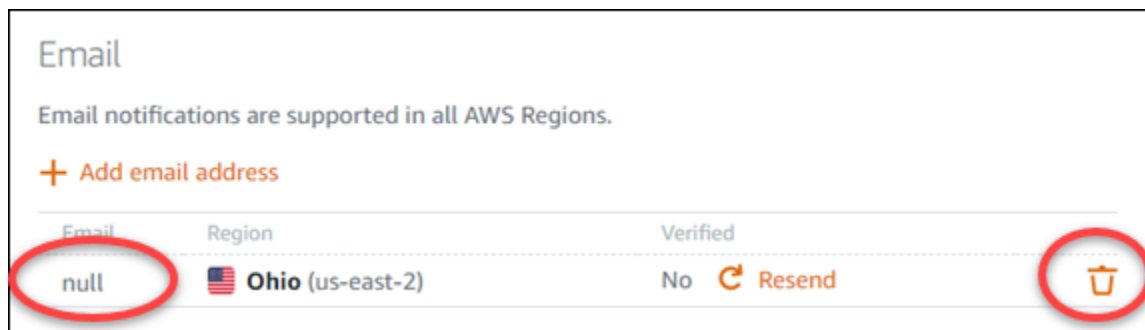 Email
Email notifications are supported in all AWS Regions.
+ Add email address
Email Region Verified
null Ohio (us-east-2) No Resend